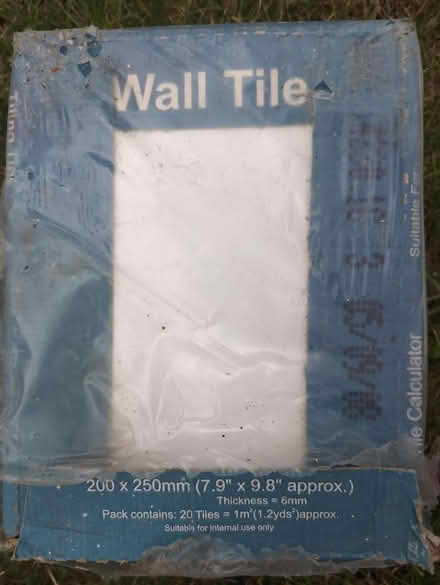 Wall Tile
200 x 250mm (7.9" x 9.8" approx.)
Thickness = 6mm
Pack contains: 20 Tiles = 1m²(1.2yds²)approx.
Suitable for internal use only
Suitable For
Calculator